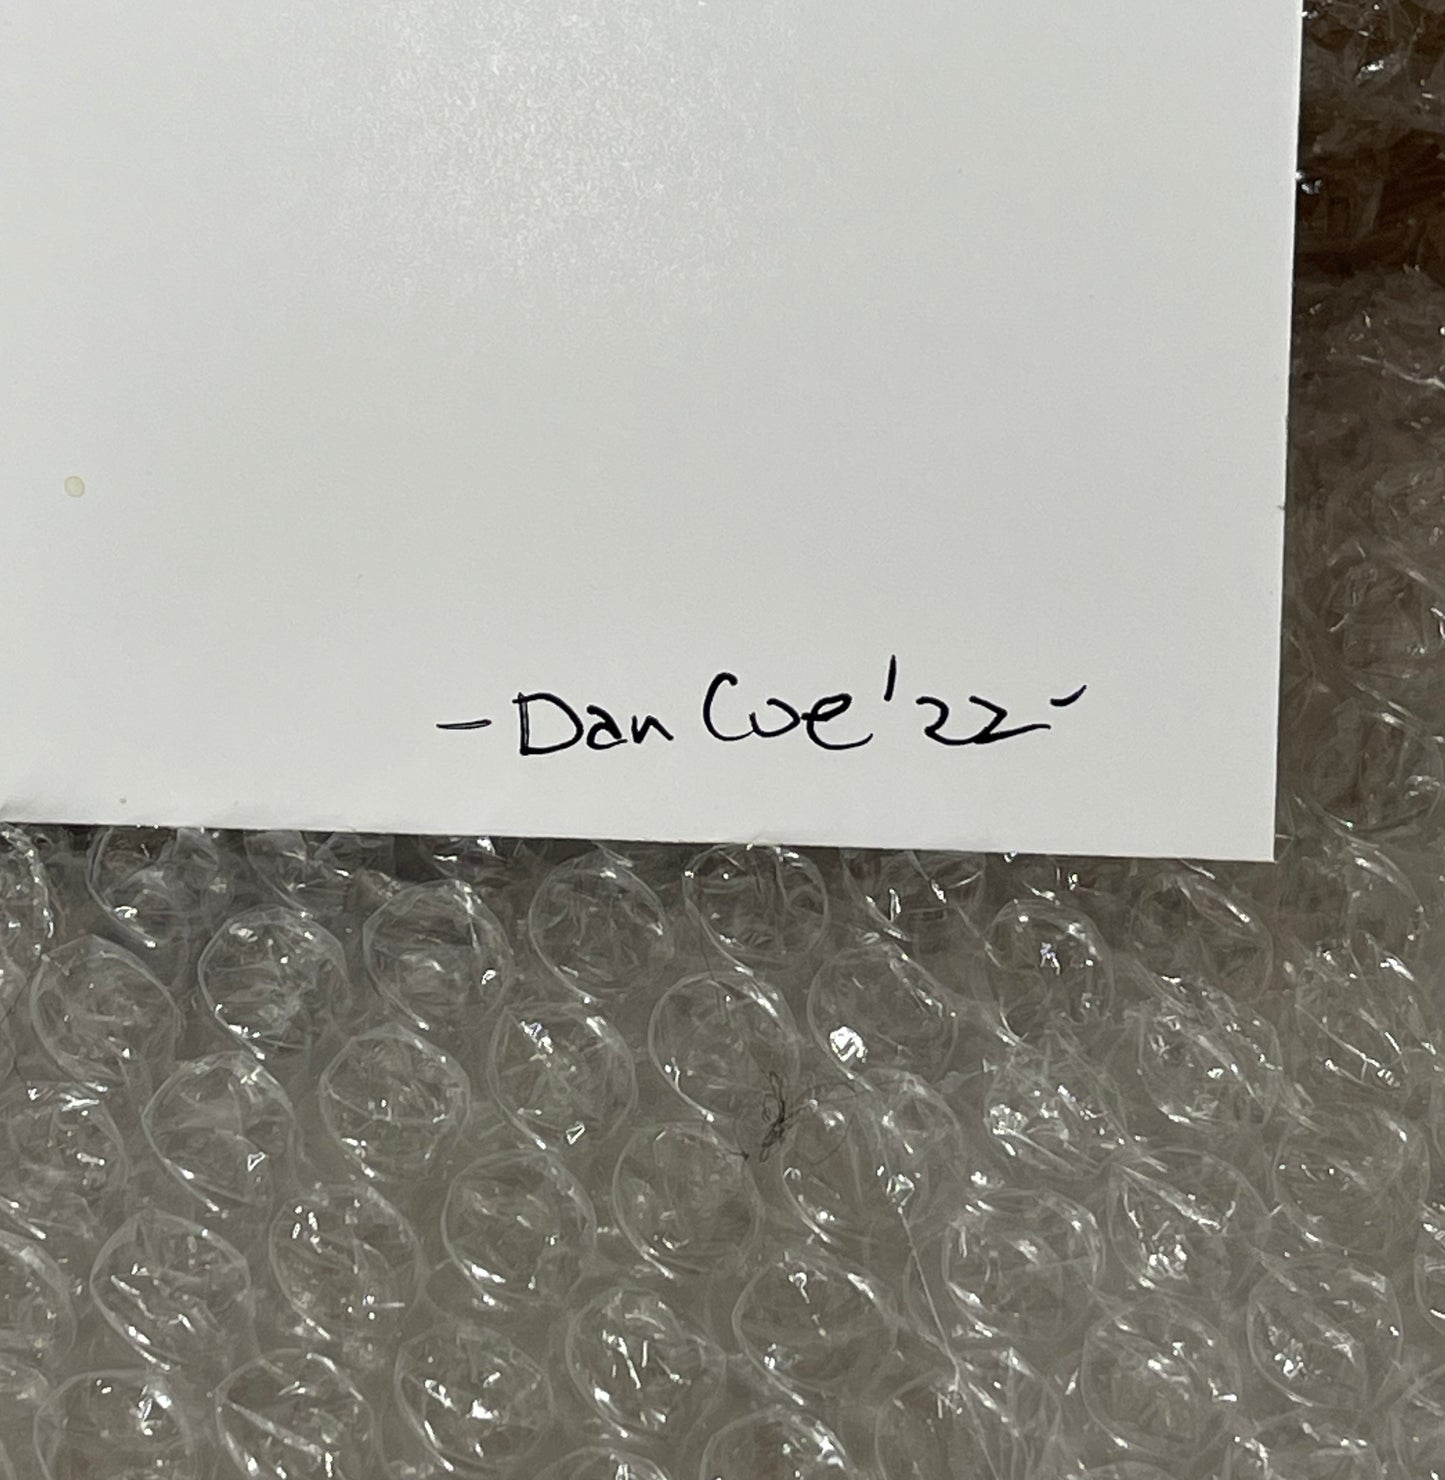 - Dan Coe '22 -